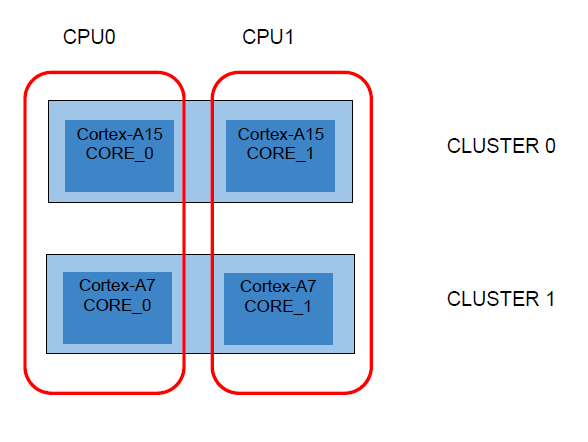 CPU0
CPU1
Cortex-A15
CORE_0
Cortex-A15
CORE_1
CLUSTER 0
Cortex-A7
CORE_0
Cortex-A7
CORE_1
CLUSTER 1